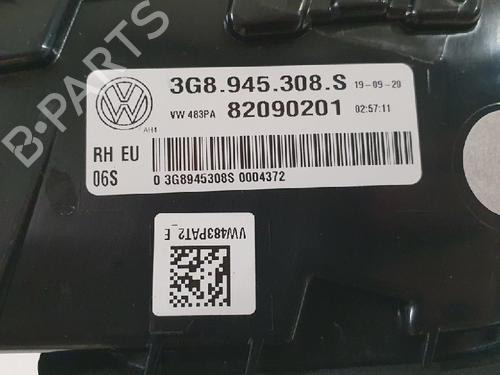 3G8.945.308.S 19-09-20
VW 483PA 82090201 02:57:11
RH EU
06S
0 3G8945308S 0004372
VW483PAT2_E
B-Parts